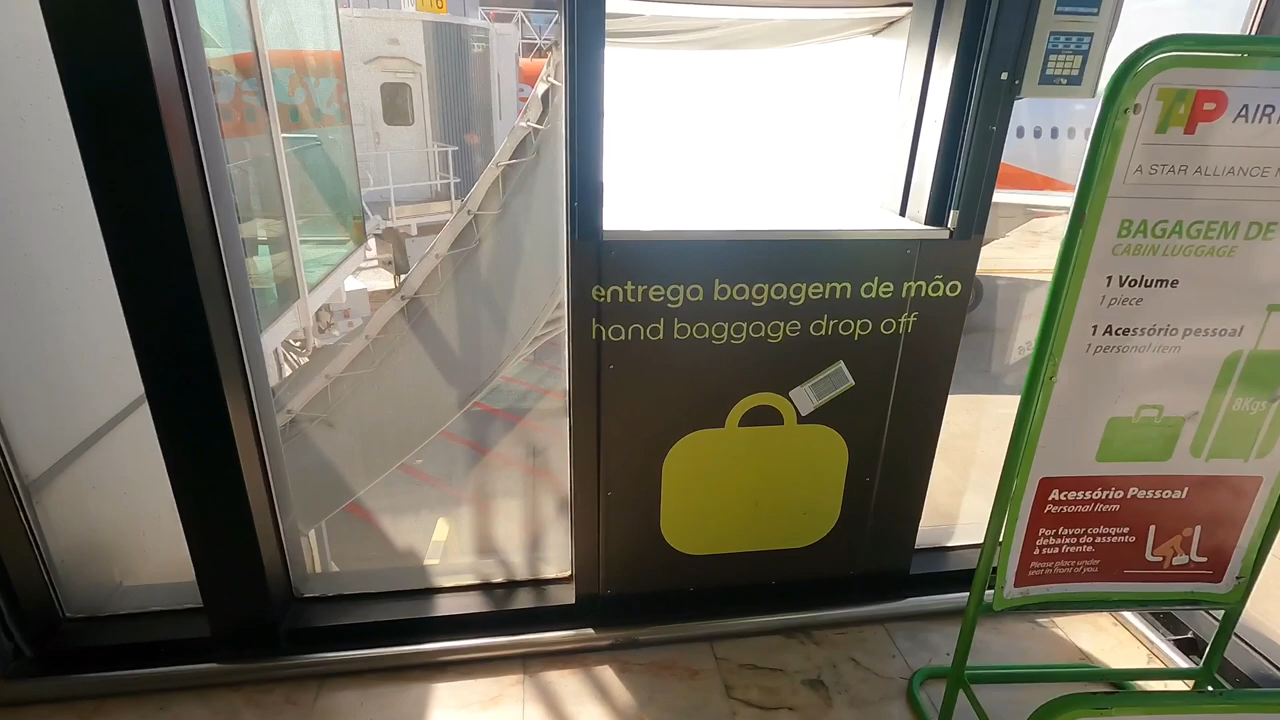 116
entrega bagagem de mão
hand baggage drop off
TAP
A STAR ALLIANCE
BAGAGEM DE
CABIN LUGGAGE
1 Volume
1 piece
1 Acessório pessoal
1 personal item
8Kgs
Acessório Pessoal
Personal Item
Por favor coloque
debaixo do assento
à sua frente.
Please place under
seat in front of you.